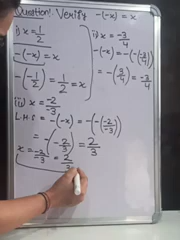 Question: Verify -(-x) = x
i) x = 1/2
-(-x)
-(-1/2) = 1/2 = x
ii) x = -3/4
-(-x) = -(-(-3/4))
= -(3/4) = -3/4
iii) x = -2/-3
L.H.S = -(-x) = -(-(-2/-3))
= -(-2/3) = 2/3
x = -2/-3 = 2/3